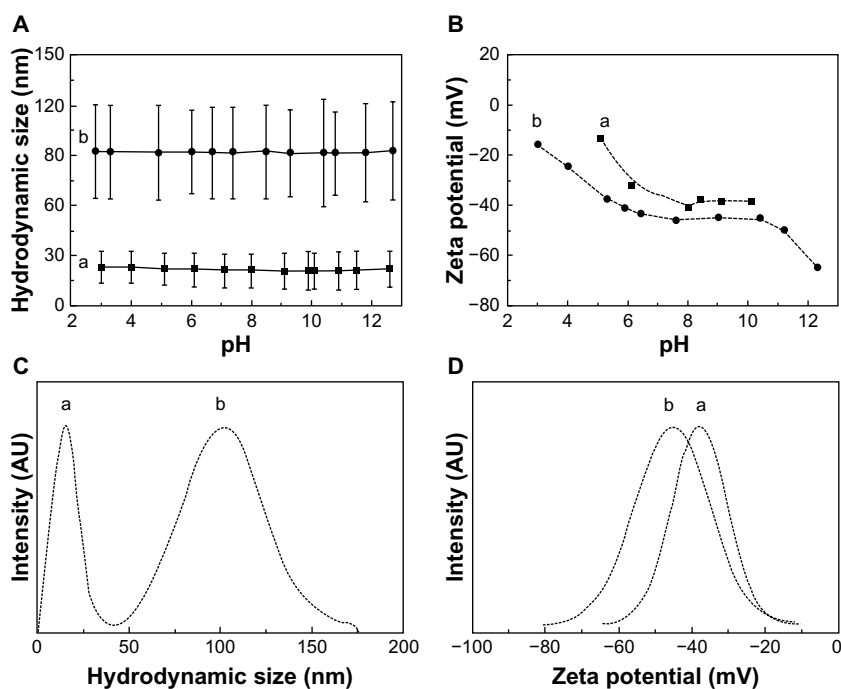 A
Hydrodynamic size (nm)
150
120
80
60
30
0
b
a
2
4
6
8
10
12
pH
B
Zeta potential (mV)
20
0
−20
−40
−60
−80
b
a
2
4
6
8
10
12
pH
C
Intensity (AU)
a
b
0
50
100
150
200
Hydrodynamic size (nm)
D
Intensity (AU)
b
a
−100
−80
−60
−40
−20
0
Zeta potential (mV)